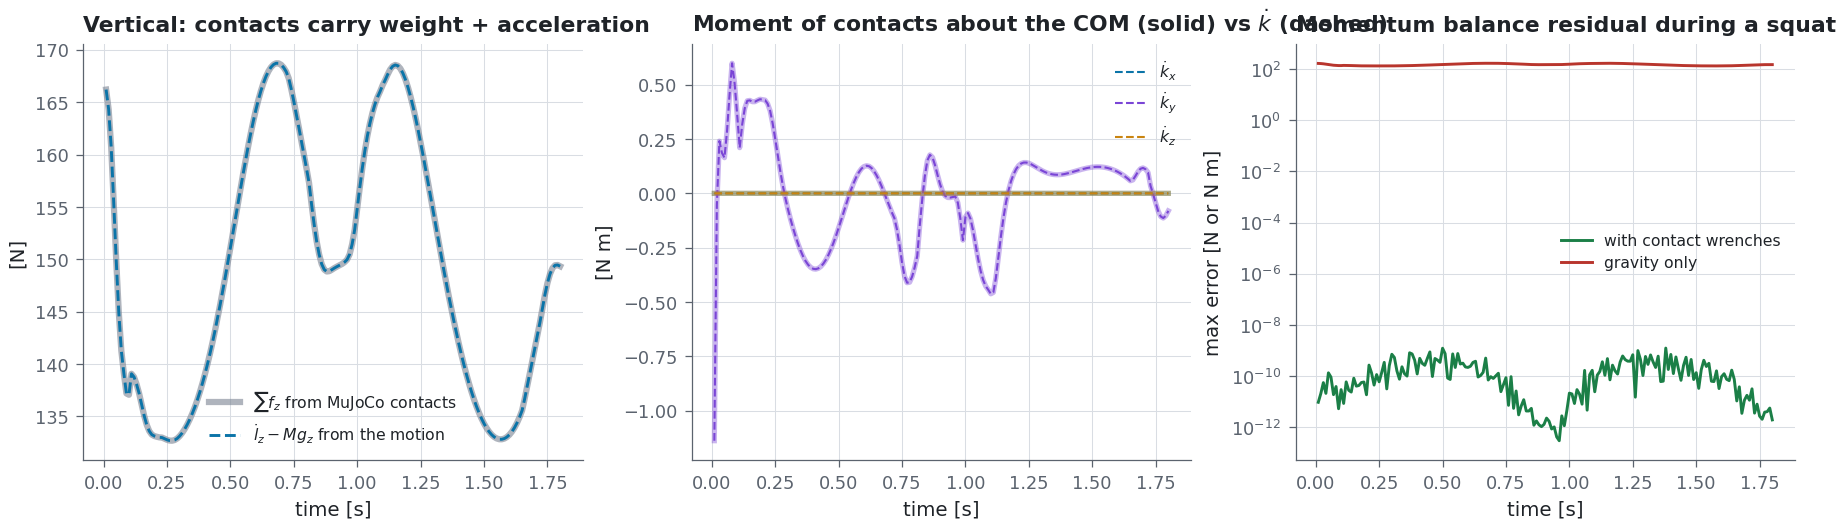 Vertical: contacts carry weight + acceleration
170
165
160
155
150
145
140
135
[N]
∑f_z from MuJoCo contacts
l̇_z − Mg_z from the motion
0.00 0.25 0.50 0.75 1.00 1.25 1.50 1.75
time [s]
Moment of contacts about the COM (solid) vs k̇ (dashed)
0.50
0.25
0.00
−0.25
−0.50
−0.75
−1.00
[N m]
k̇_x
k̇_y
k̇_z
0.00 0.25 0.50 0.75 1.00 1.25 1.50 1.75
time [s]
Momentum balance residual during a squat
10²
10⁰
10⁻²
10⁻⁴
10⁻⁶
10⁻⁸
10⁻¹⁰
10⁻¹²
max error [N or N m]
with contact wrenches
gravity only
0.00 0.25 0.50 0.75 1.00 1.25 1.50 1.75
time [s]